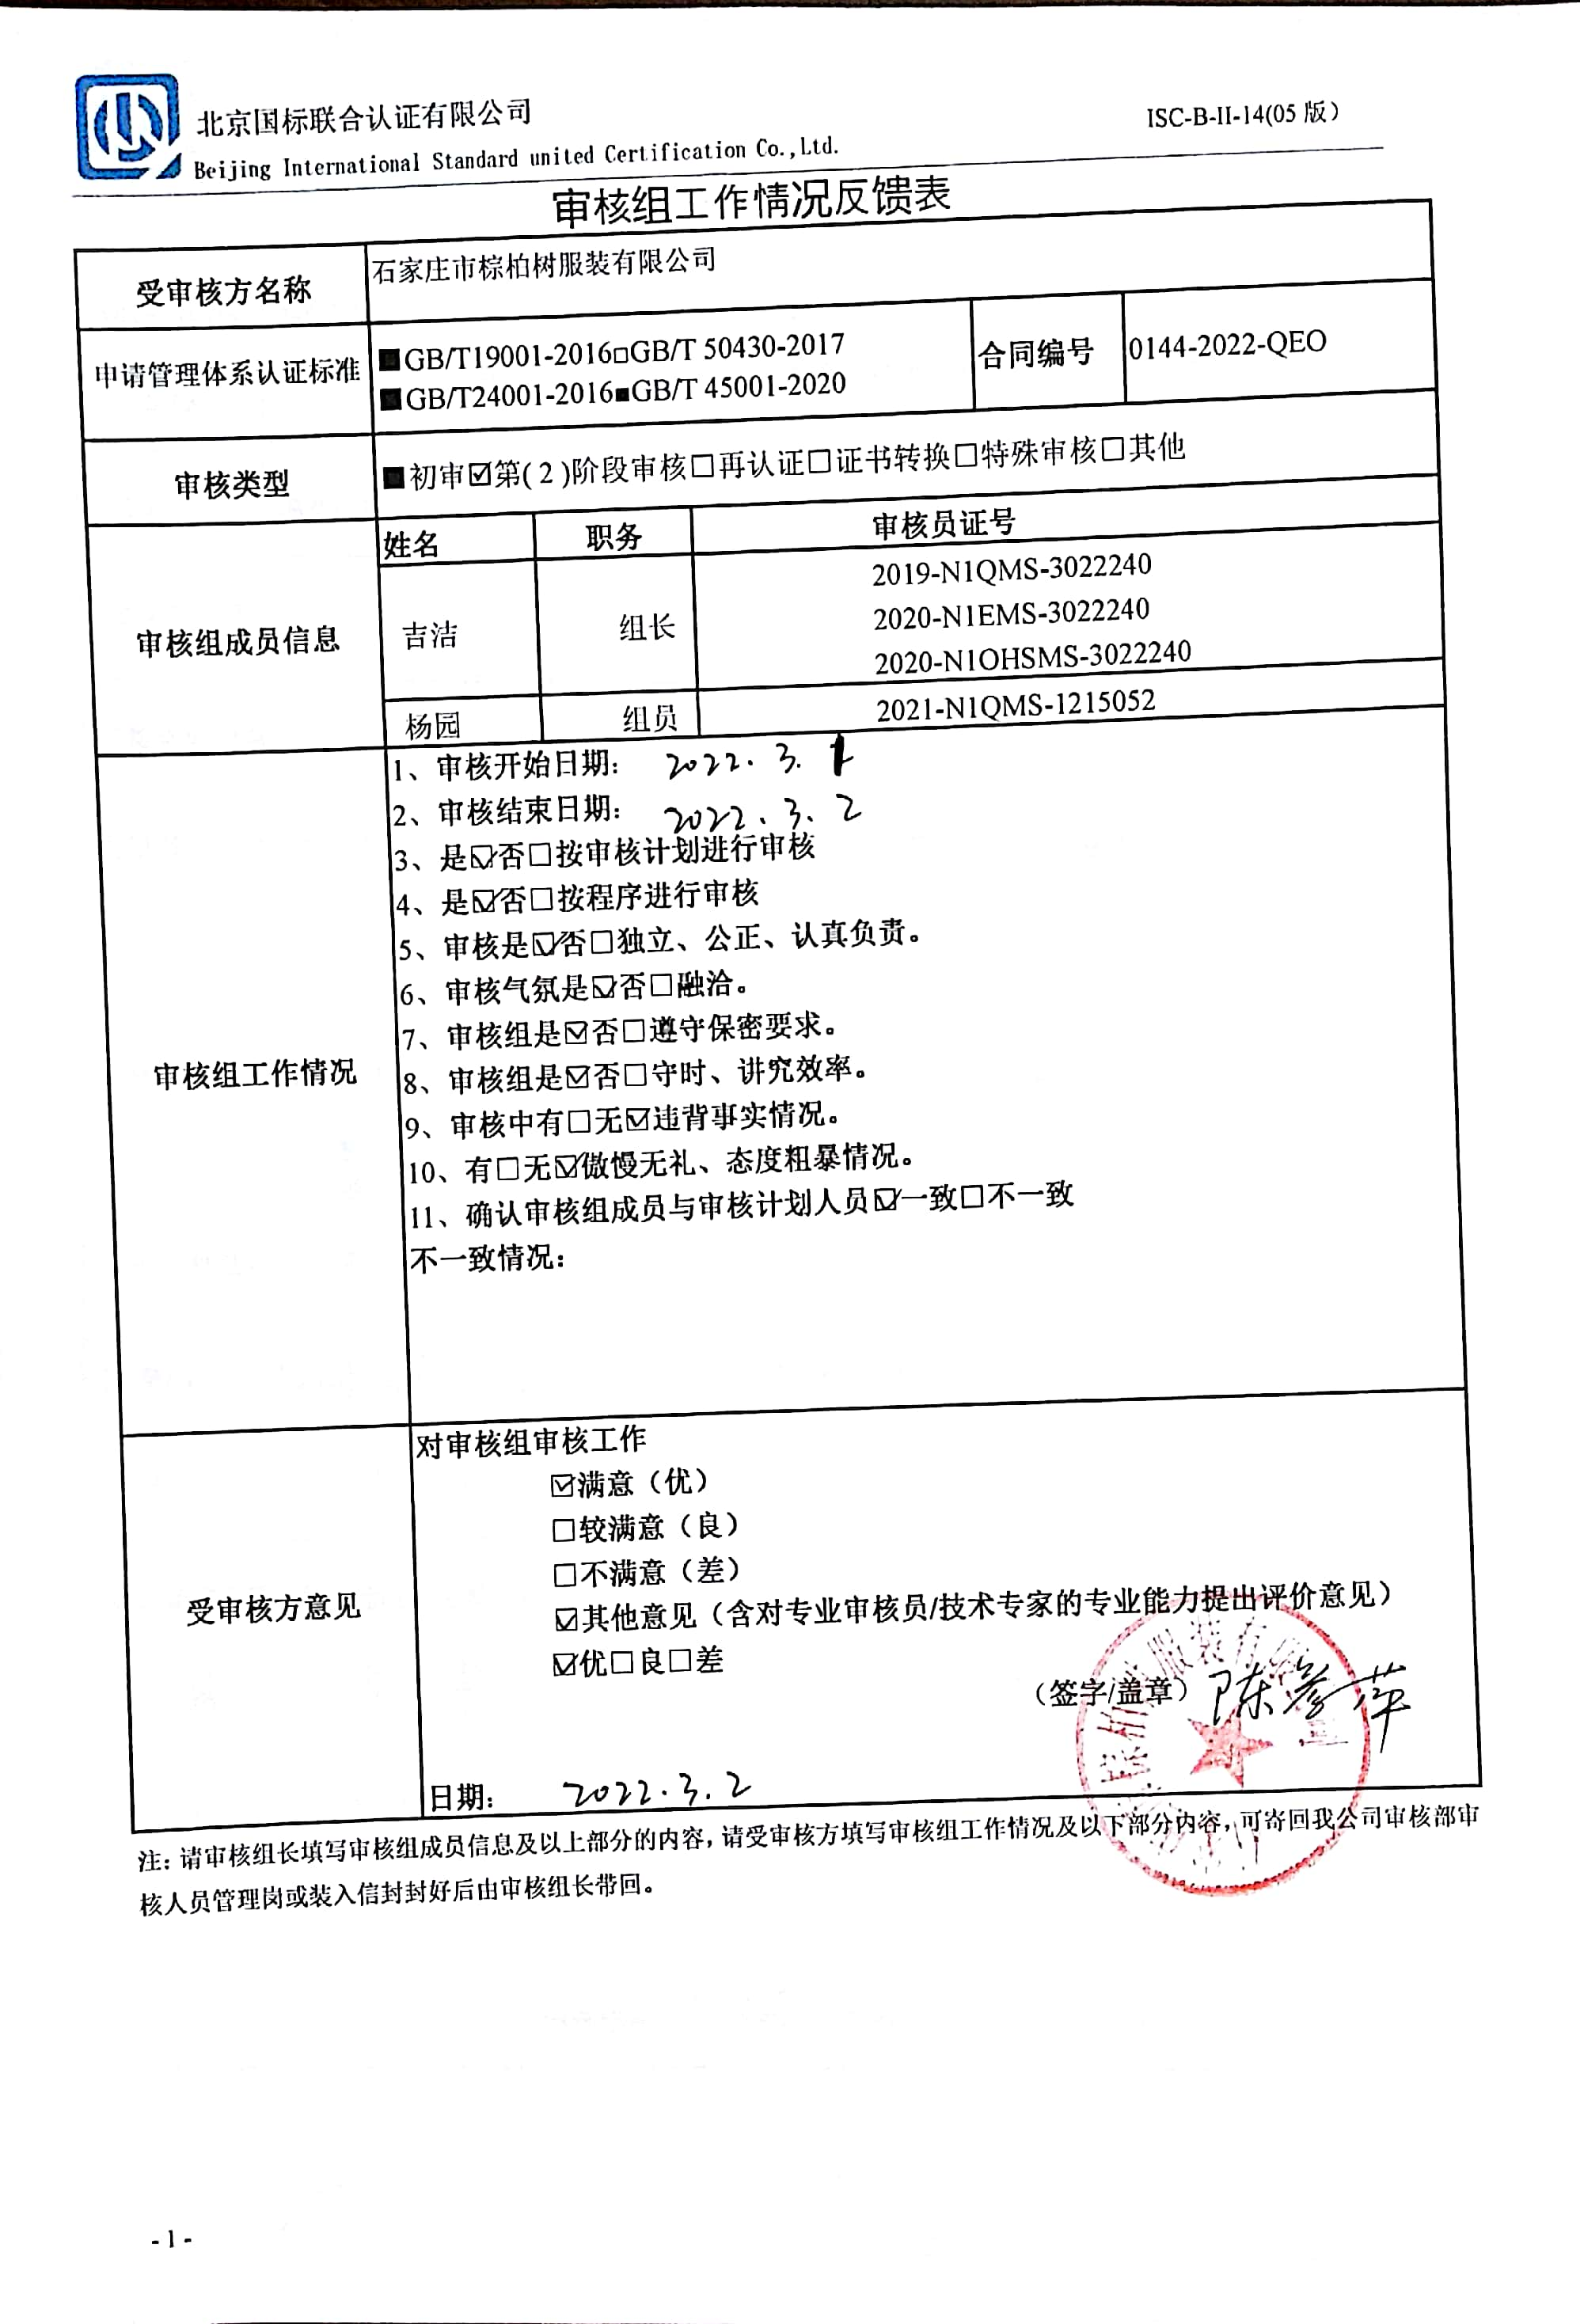 北京国标联合认证有限公司
ISC-B-II-14(05 版)
Beijing International Standard united Certification Co.,Ltd.
审核组工作情况反馈表
受审核方名称 石家庄市棕柏树服装有限公司
申请管理体系认证标准 ■GB/T19001-2016□GB/T 50430-2017
■GB/T24001-2016■GB/T 45001-2020
合同编号 0144-2022-QEO
审核类型 ■初审☑第( 2 )阶段审核□再认证□证书转换□特殊审核□其他
审核组成员信息
姓名 职务 审核员证号
吉洁 组长 2019-N1QMS-3022240
2020-N1EMS-3022240
2020-N1OHSMS-3022240
杨园 组员 2021-N1QMS-1215052
审核组工作情况
1、审核开始日期： 2022.3.1
2、审核结束日期： 2022.3.2
3、是☑否□按审核计划进行审核
4、是☑否□按程序进行审核
5、审核是☑否□独立、公正、认真负责。
6、审核气氛是☑否□融洽。
7、审核组是☑否□遵守保密要求。
8、审核组是☑否□守时、讲究效率。
9、审核中有□无☑违背事实情况。
10、有□无☑傲慢无礼、态度粗暴情况。
11、确认审核组成员与审核计划人员☑一致□不一致
不一致情况：
受审核方意见
对审核组审核工作
☑满意（优）
□较满意（良）
□不满意（差）
☑其他意见（含对专业审核员/技术专家的专业能力提出评价意见）
☑优□良□差
（签字/盖章）
日期： 2022.3.2
注：请审核组长填写审核组成员信息及以上部分的内容，请受审核方填写审核组工作情况及以下部分内容，可寄回我公司审核部审
核人员管理岗或装入信封封好后由审核组长带回。
- 1 -